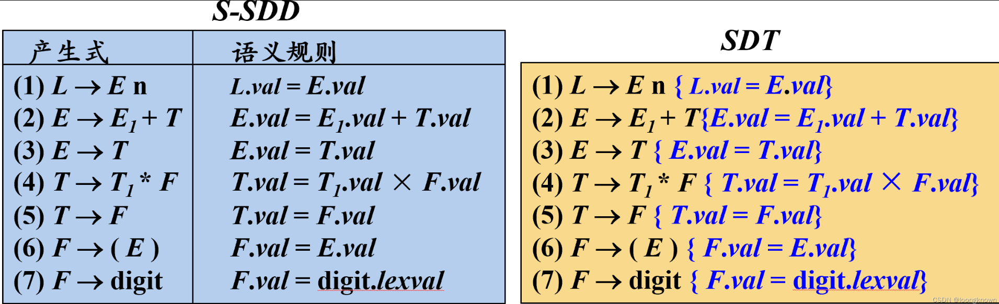 S-SDD
产生式 语义规则
(1) L → E n L.val = E.val
(2) E → E₁ + T E.val = E₁.val + T.val
(3) E → T E.val = T.val
(4) T → T₁ * F T.val = T₁.val × F.val
(5) T → F T.val = F.val
(6) F → ( E ) F.val = E.val
(7) F → digit F.val = digit.lexval
SDT
(1) L → E n { L.val = E.val}
(2) E → E₁ + T{E.val = E₁.val + T.val}
(3) E → T { E.val = T.val}
(4) T → T₁ * F { T.val = T₁.val × F.val}
(5) T → F { T.val = F.val}
(6) F → ( E ) { F.val = E.val}
(7) F → digit { F.val = digit.lexval}
CSDN @loongknown